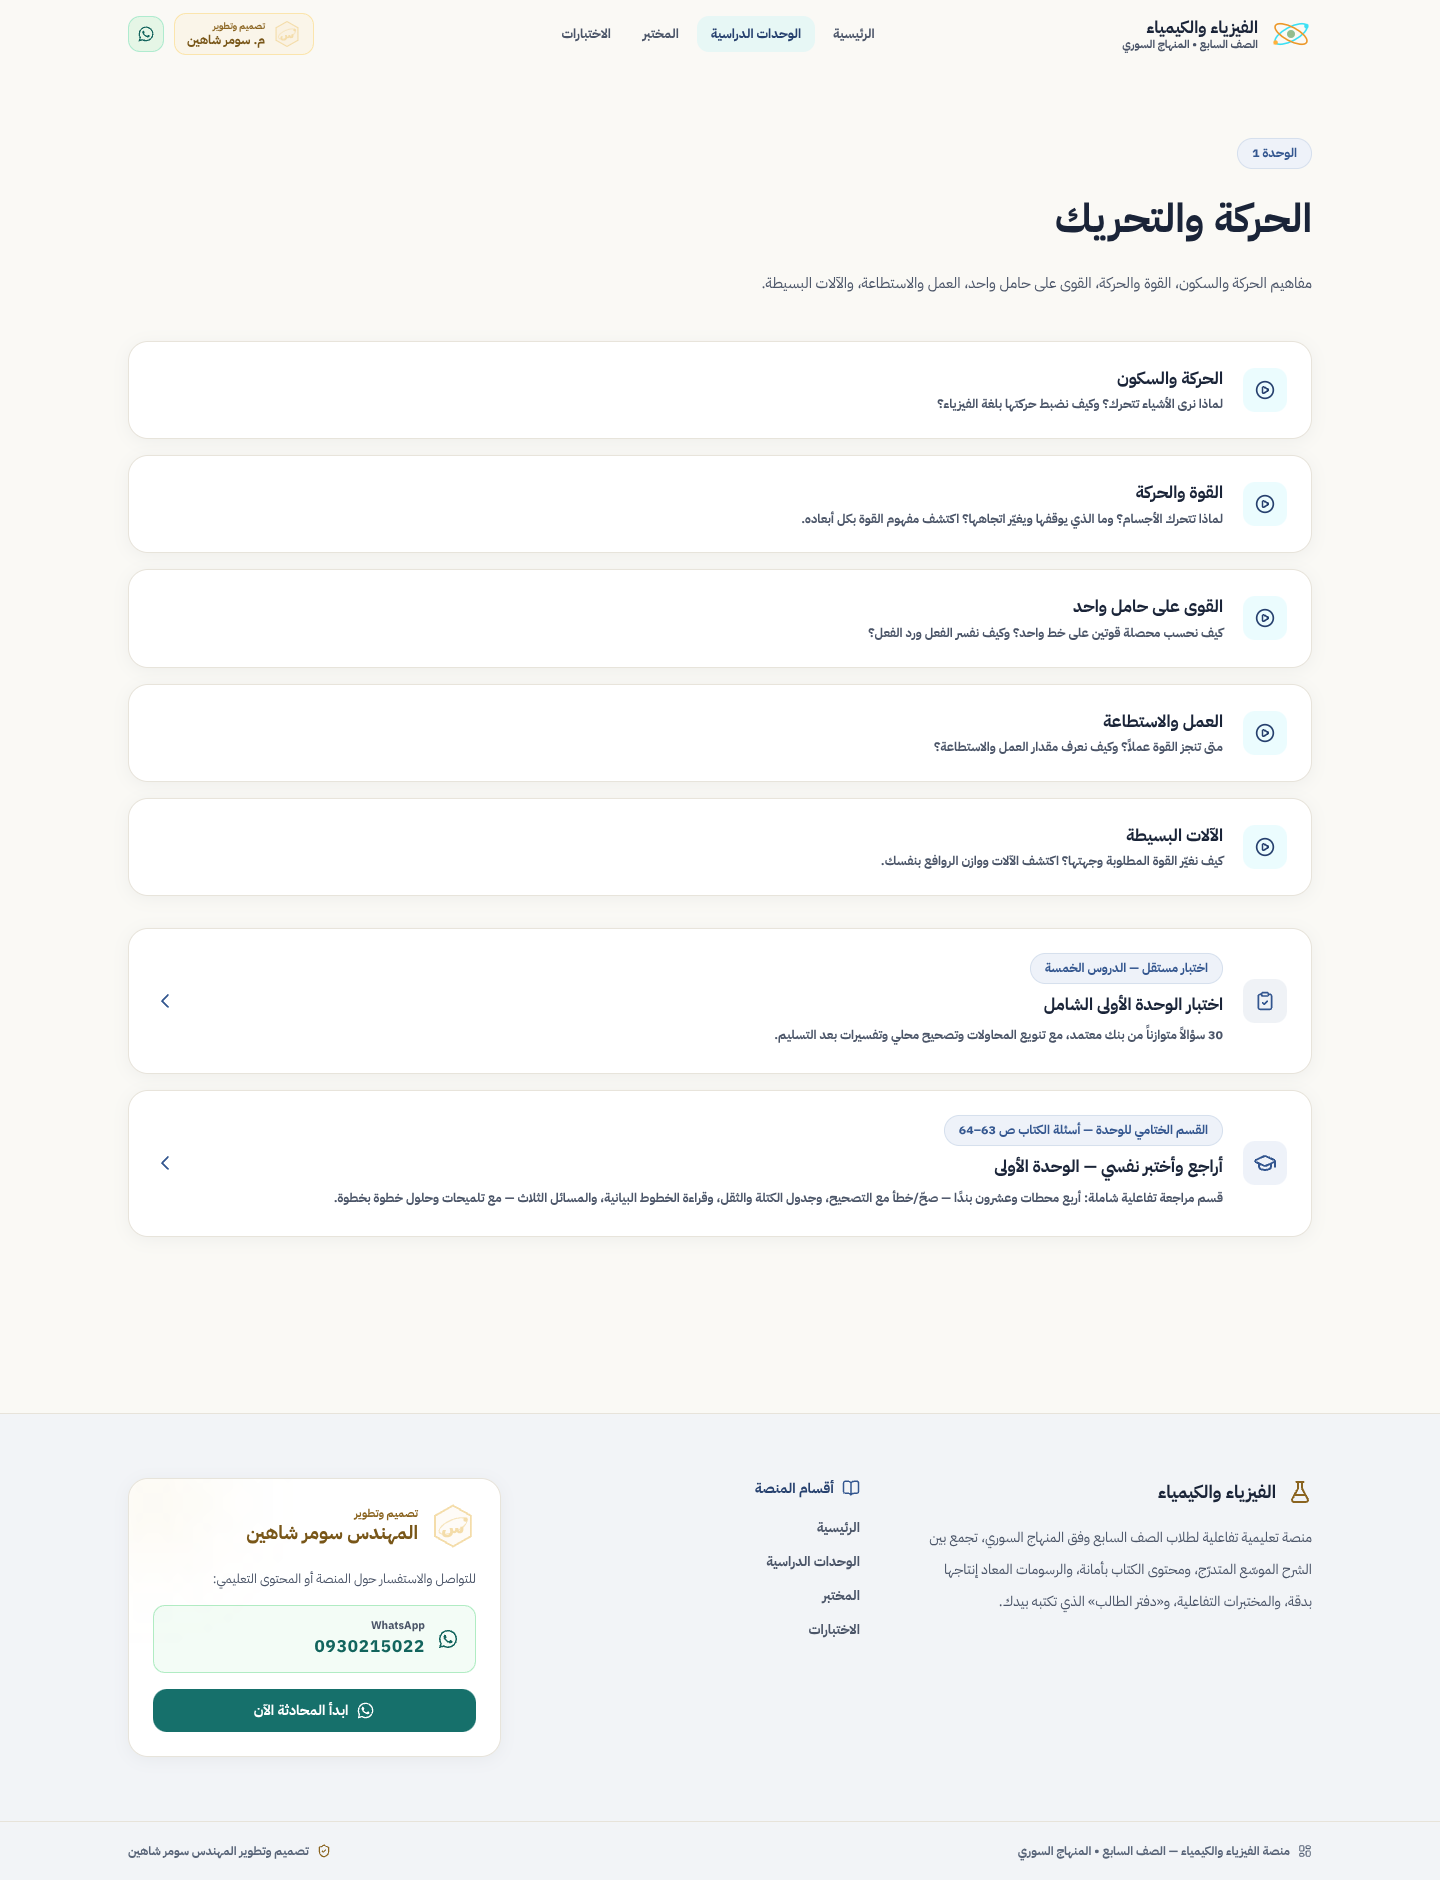 الفيزياء والكيمياء
الصف السابع • المنهاج السوري
الرئيسية
الوحدات الدراسية
المختبر
الاختبارات
تصميم وتطوير
م. سومر شاهين
الوحدة 1
الحركة والتحريك
مفاهيم الحركة والسكون، القوة والحركة، القوى على حامل واحد، العمل والاستطاعة، والآلات البسيطة.
الحركة والسكون
لماذا نرى الأشياء تتحرك؟ وكيف نضبط حركتها بلغة الفيزياء؟
القوة والحركة
لماذا تتحرك الأجسام؟ وما الذي يوقفها ويغيّر اتجاهها؟ اكتشف مفهوم القوة بكل أبعاده.
القوى على حامل واحد
كيف نحسب محصلة قوتين على خط واحد؟ وكيف نفسر الفعل ورد الفعل؟
العمل والاستطاعة
متى تنجز القوة عملاً؟ وكيف نعرف مقدار العمل والاستطاعة؟
الآلات البسيطة
كيف نغيّر القوة المطلوبة وجهتها؟ اكتشف الآلات ووازن الروافع بنفسك.
اختبار مستقل — الدروس الخمسة
اختبار الوحدة الأولى الشامل
30 سؤالاً متوازناً من بنك معتمد، مع تنويع المحاولات وتصحيح محلي وتفسيرات بعد التسليم.
القسم الختامي للوحدة — أسئلة الكتاب ص 63–64
أراجع وأختبر نفسي — الوحدة الأولى
قسم مراجعة تفاعلية شاملة: أربع محطات وعشرون بندًا — صحّ/خطأ مع التصحيح، وجدول الكتلة والثقل، وقراءة الخطوط البيانية، والمسائل الثلاث — مع تلميحات وحلول خطوة بخطوة.
الفيزياء والكيمياء
منصة تعليمية تفاعلية لطلاب الصف السابع وفق المنهاج السوري، تجمع بين
الشرح الموسّع المتدرّج، ومحتوى الكتاب بأمانة، والرسومات المعاد إنتاجها
بدقة، والمختبرات التفاعلية، و«دفتر الطالب» الذي تكتبه بيدك.
أقسام المنصة
الرئيسية
الوحدات الدراسية
المختبر
الاختبارات
س
تصميم وتطوير
المهندس سومر شاهين
للتواصل والاستفسار حول المنصة أو المحتوى التعليمي:
WhatsApp
0930215022
ابدأ المحادثة الآن
منصة الفيزياء والكيمياء — الصف السابع • المنهاج السوري
تصميم وتطوير المهندس سومر شاهين